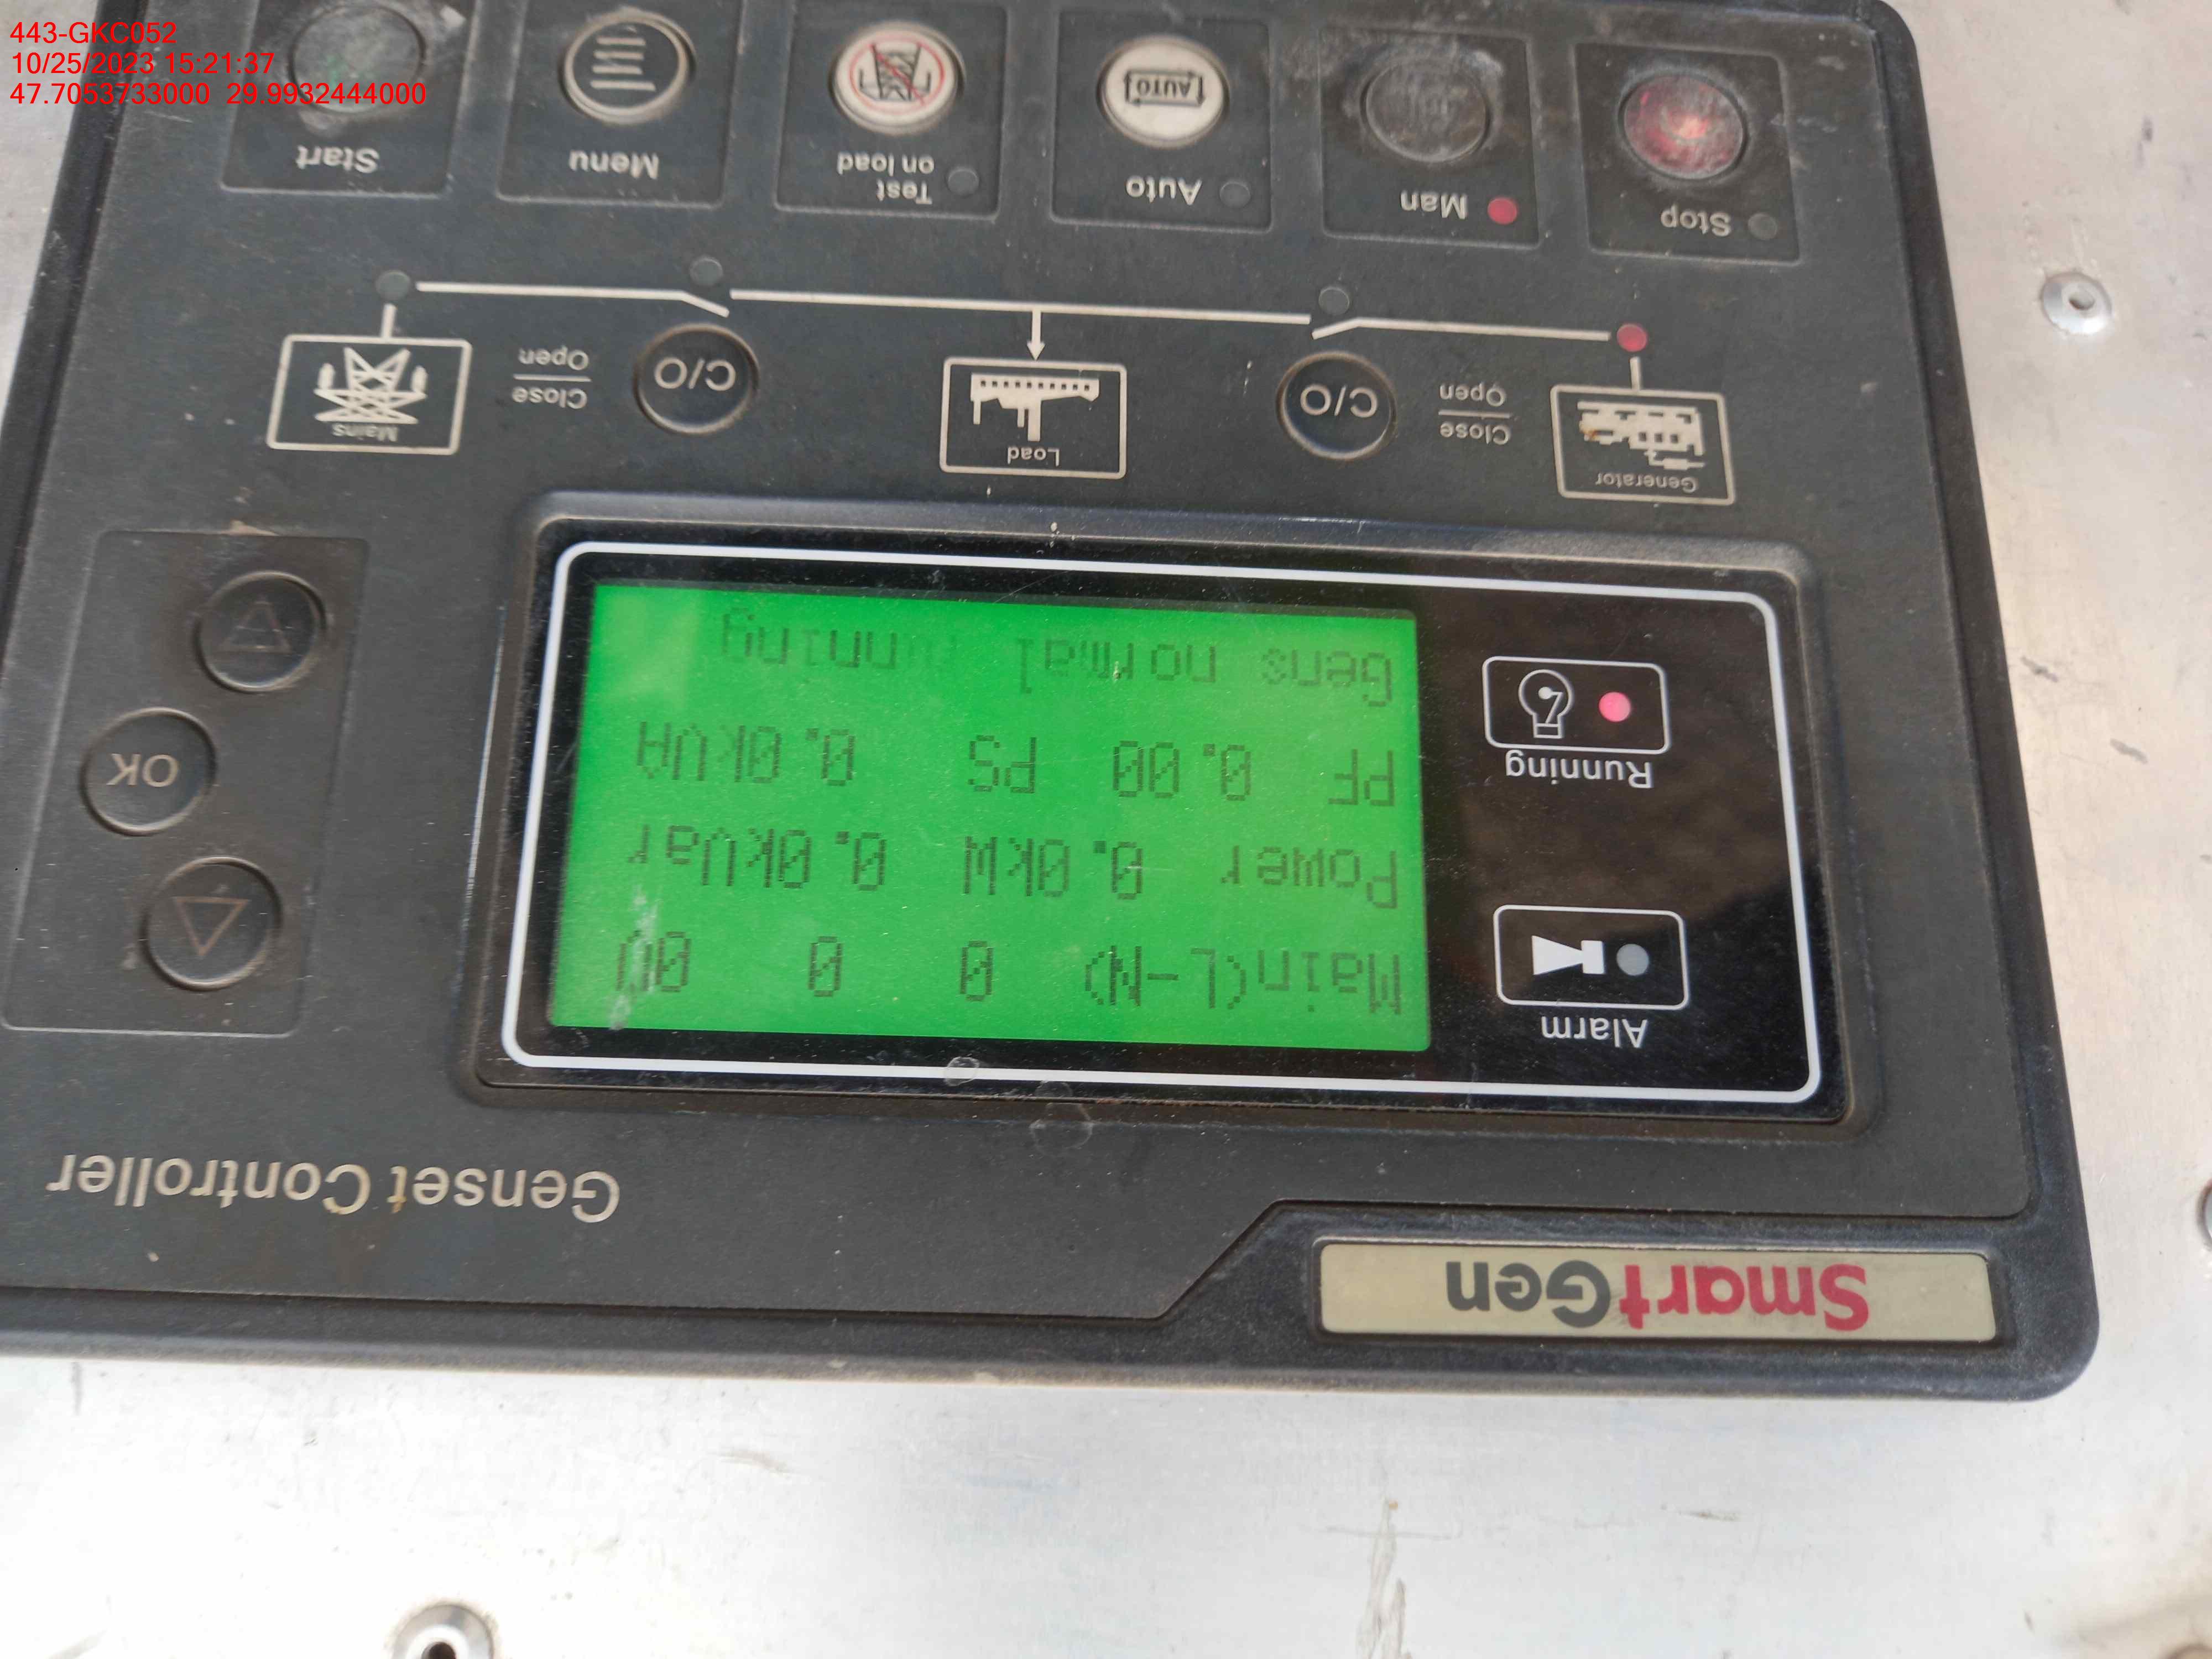 443-GKC052
10/25/2023 15:21:37
47.7053733000 29.9932444000
SmartGen
Genset Controller
Alarm
Running
Main(L-N) 0 0 00
Power 0.0kW 0.0kVar
PF 0.00 PS 0.0kVA
Gens normal running
OK
Generator
Close
Open
C/O
Load
C/O
Close
Open
Mains
Stop
Man
Auto
AUTO
Test
on load
Menu
Start